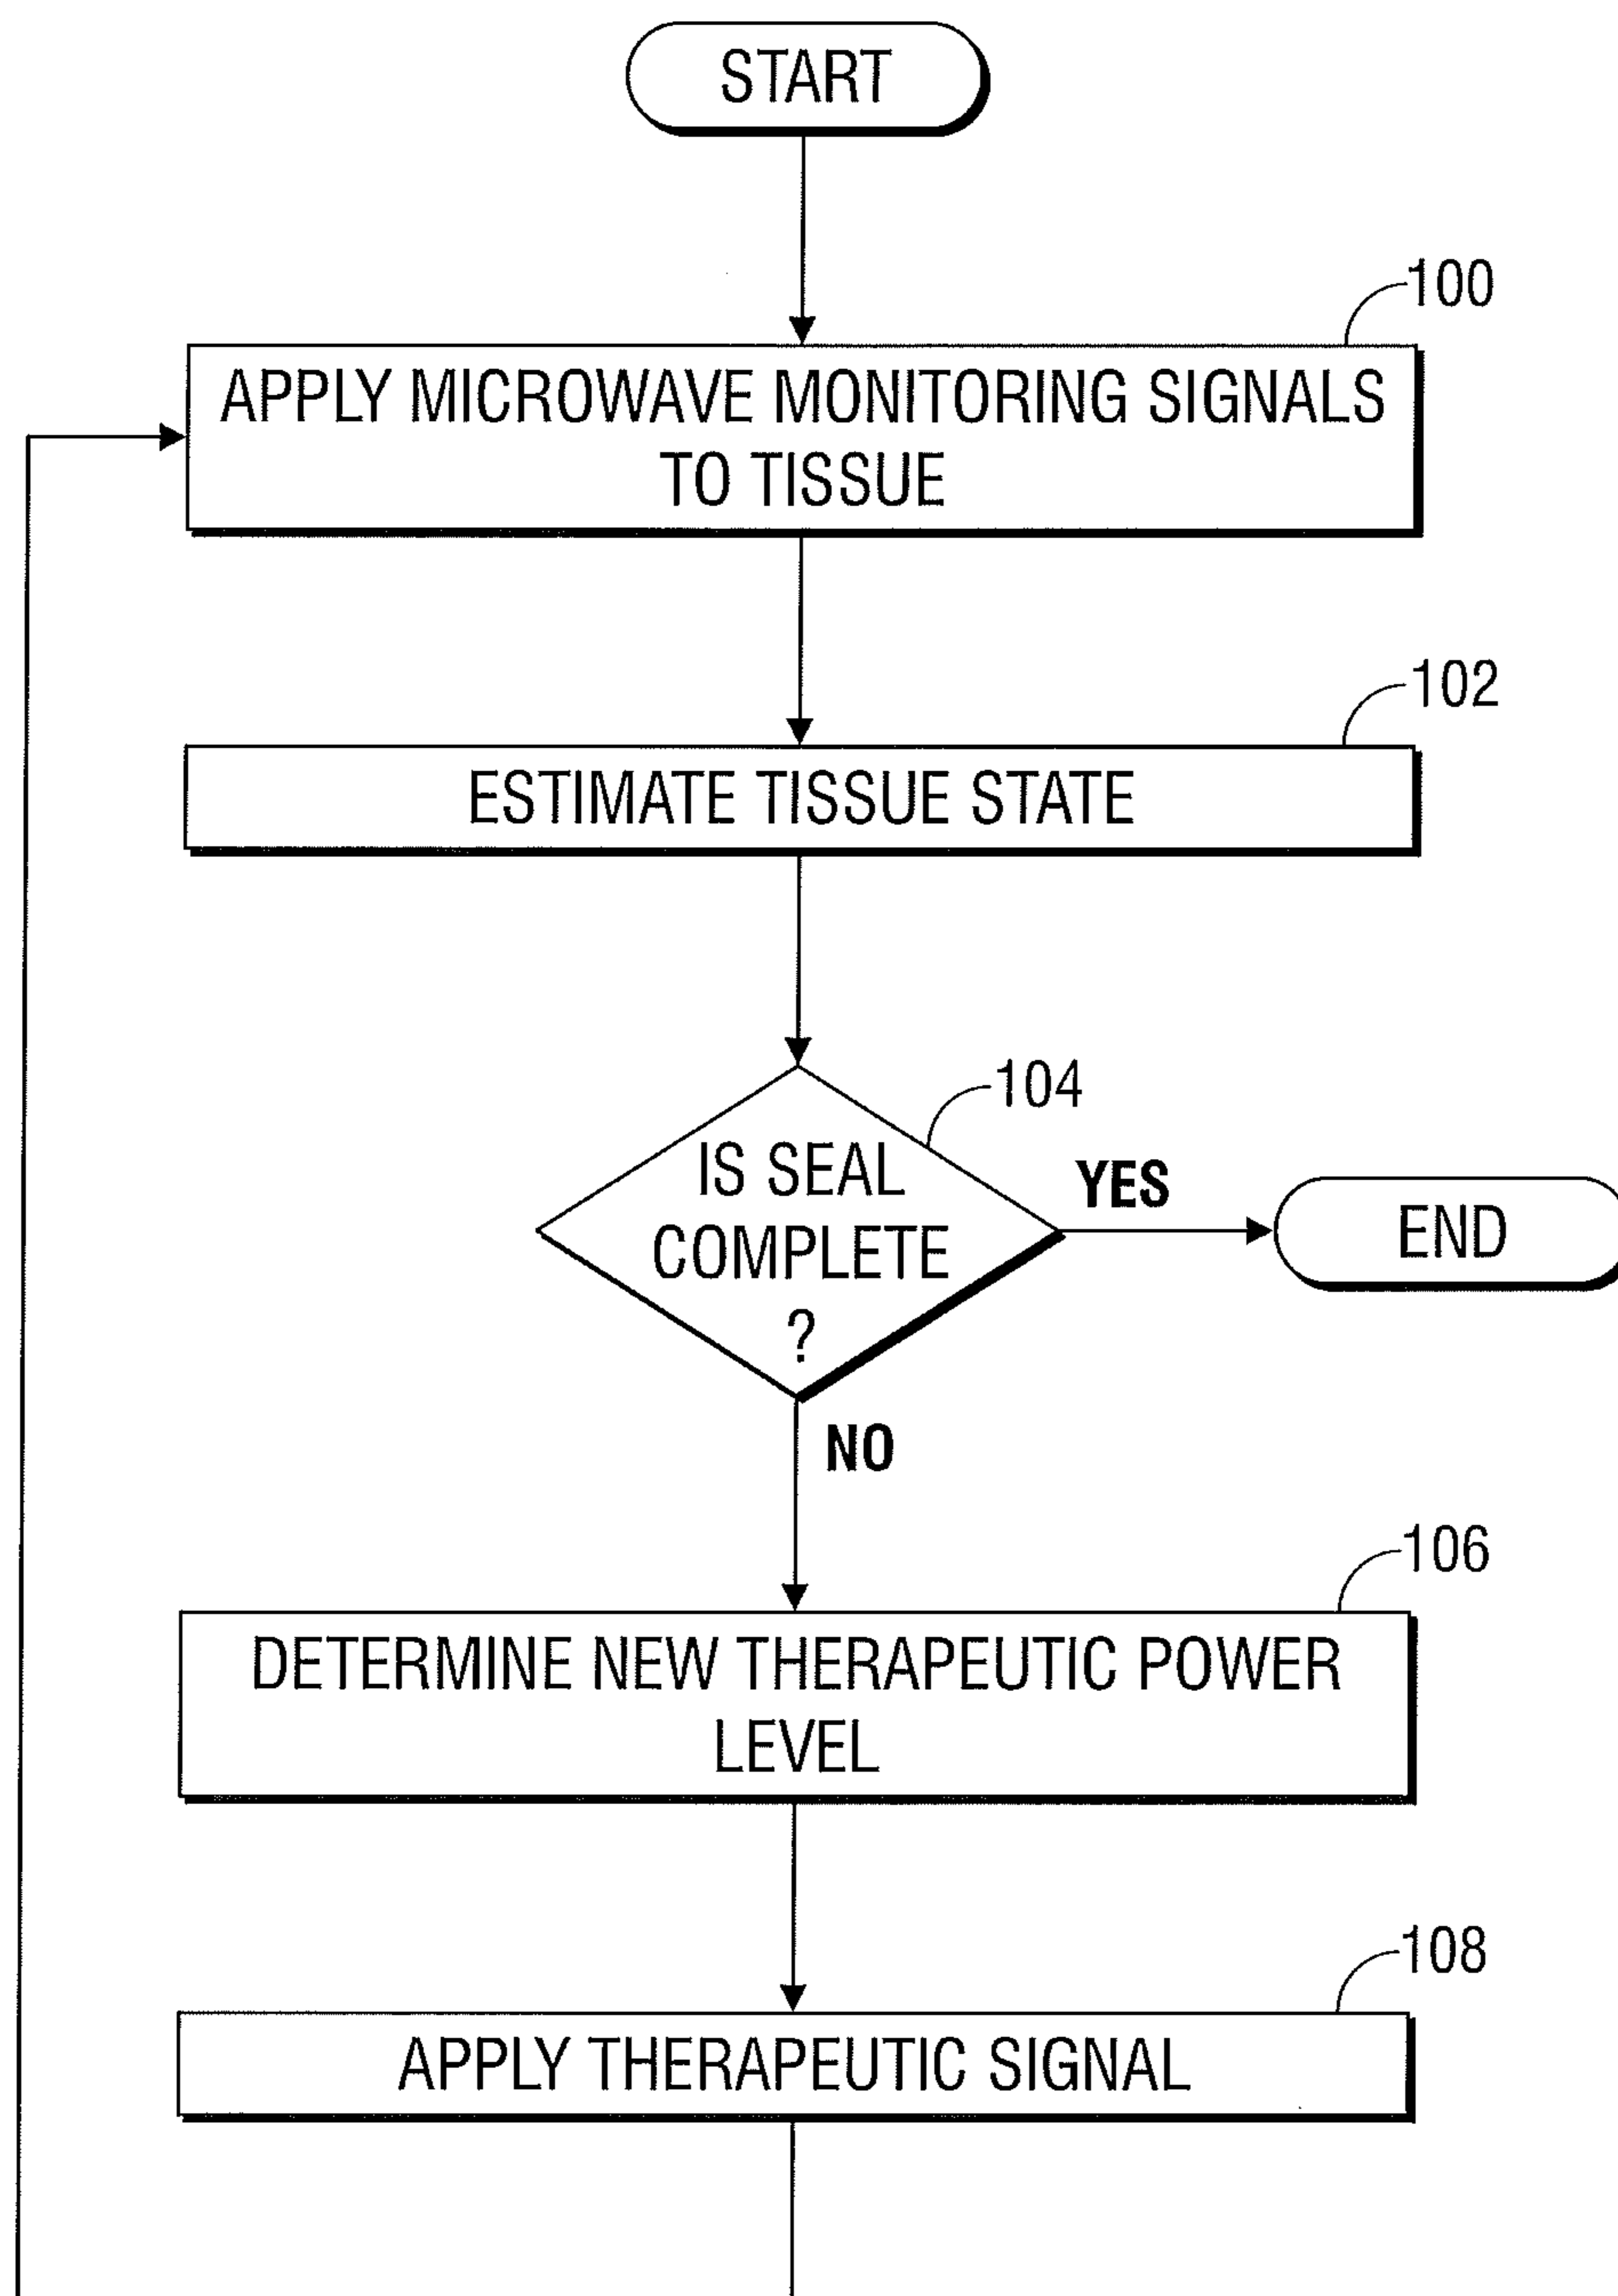 START
100
APPLY MICROWAVE MONITORING SIGNALS
TO TISSUE
102
ESTIMATE TISSUE STATE
104
IS SEAL
COMPLETE
?
YES
END
NO
106
DETERMINE NEW THERAPEUTIC POWER
LEVEL
108
APPLY THERAPEUTIC SIGNAL